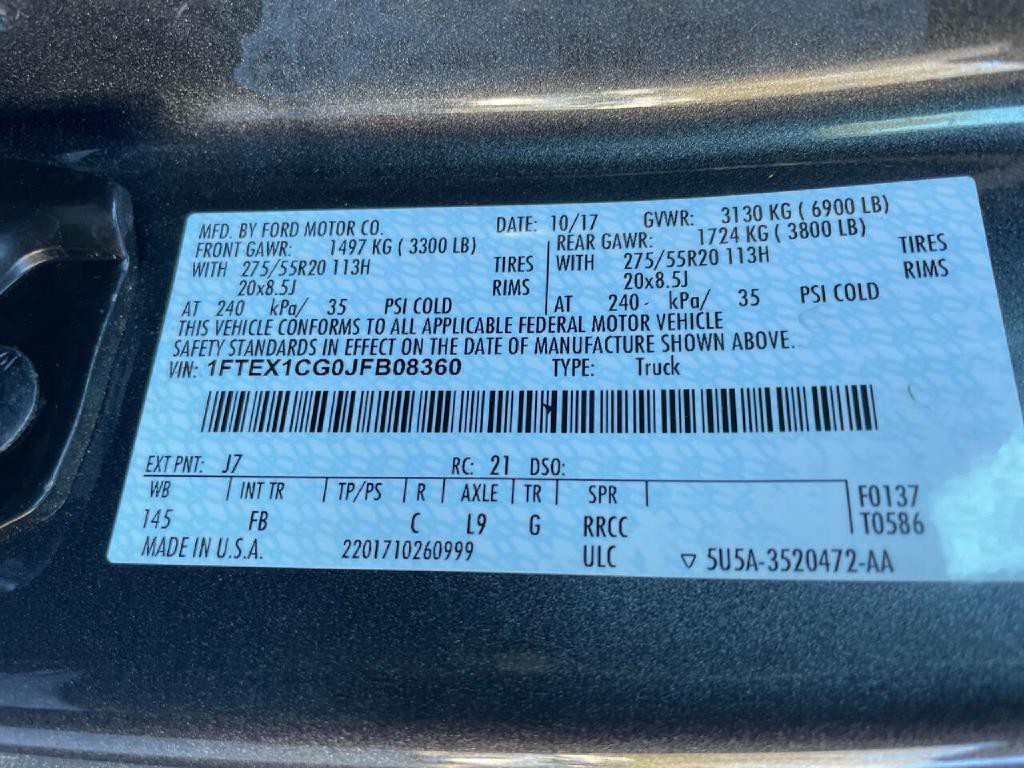 MFD. BY FORD MOTOR CO. DATE: 10/17 GVWR: 3130 KG ( 6900 LB)
FRONT GAWR: 1497 KG ( 3300 LB) REAR GAWR: 1724 KG ( 3800 LB)
WITH 275/55R20 113H TIRES WITH 275/55R20 113H TIRES
20x8.5J RIMS 20x8.5J RIMS
AT 240 kPa/ 35 PSI COLD AT 240 kPa/ 35 PSI COLD
THIS VEHICLE CONFORMS TO ALL APPLICABLE FEDERAL MOTOR VEHICLE
SAFETY STANDARDS IN EFFECT ON THE DATE OF MANUFACTURE SHOWN ABOVE.
VIN: 1FTEX1CG0JFB08360 TYPE: Truck
EXT PNT: J7 RC: 21 DSO:
WB INT TR TP/PS R AXLE TR SPR F0137
145 FB C L9 G RRCC T0586
MADE IN U.S.A. 2201710260999 ULC ▽ 5U5A-3520472-AA